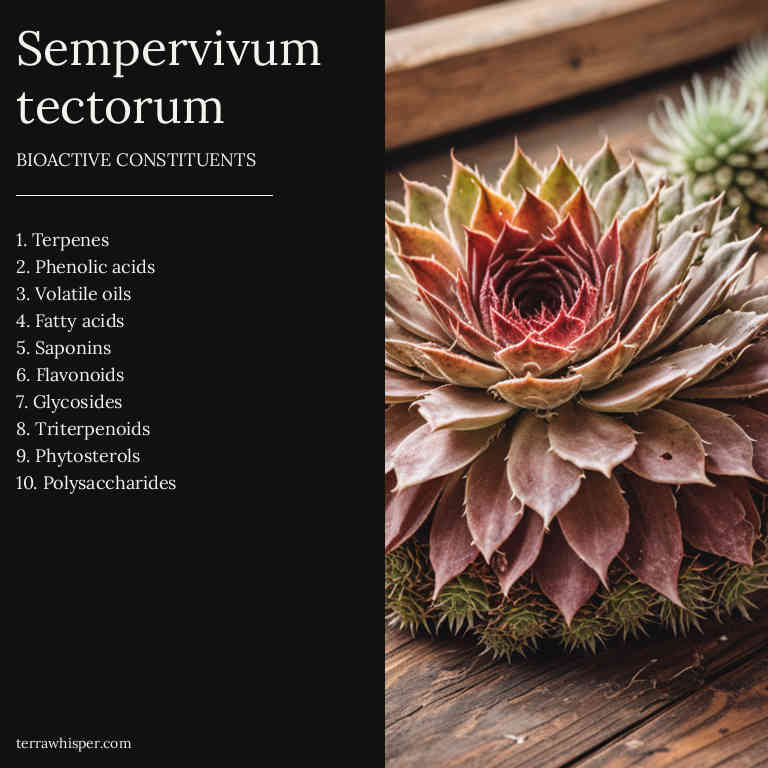 Sempervivum
tectorum
BIOACTIVE CONSTITUENTS
1. Terpenes
2. Phenolic acids
3. Volatile oils
4. Fatty acids
5. Saponins
6. Flavonoids
7. Glycosides
8. Triterpenoids
9. Phytosterols
10. Polysaccharides
terrawhisper.com